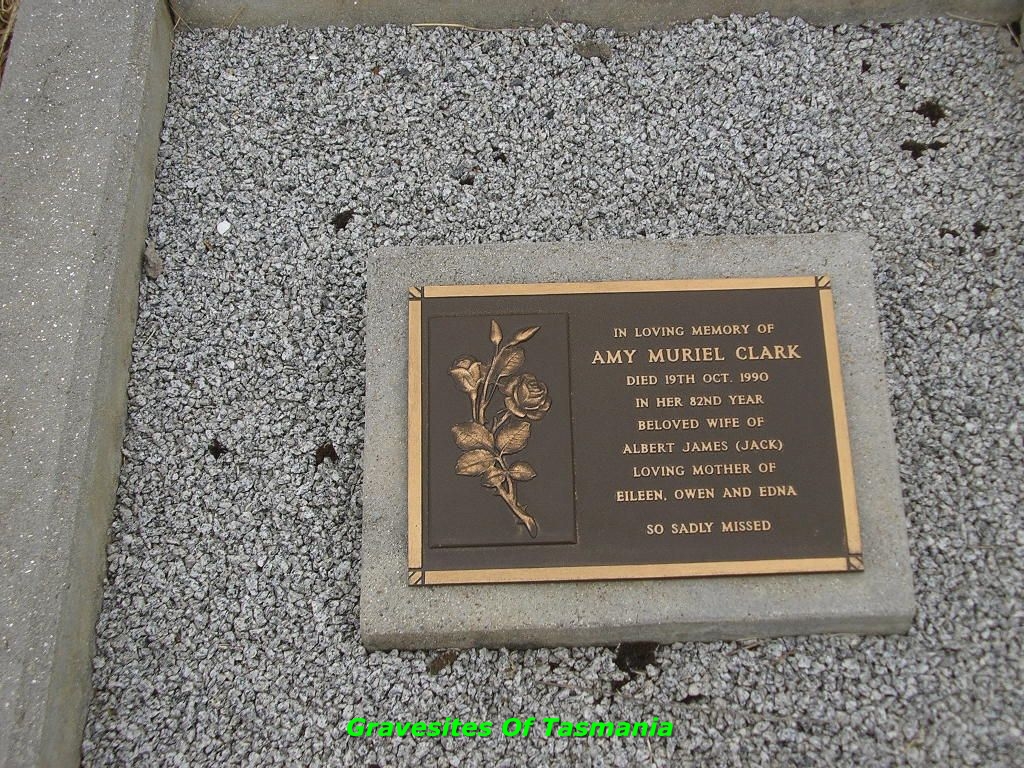 IN LOVING MEMORY OF
AMY MURIEL CLARK
DIED 19TH OCT. 1990
IN HER 82ND YEAR
BELOVED WIFE OF
ALBERT JAMES (JACK)
LOVING MOTHER OF
EILEEN, OWEN AND EDNA
SO SADLY MISSED
Gravesites Of Tasmania